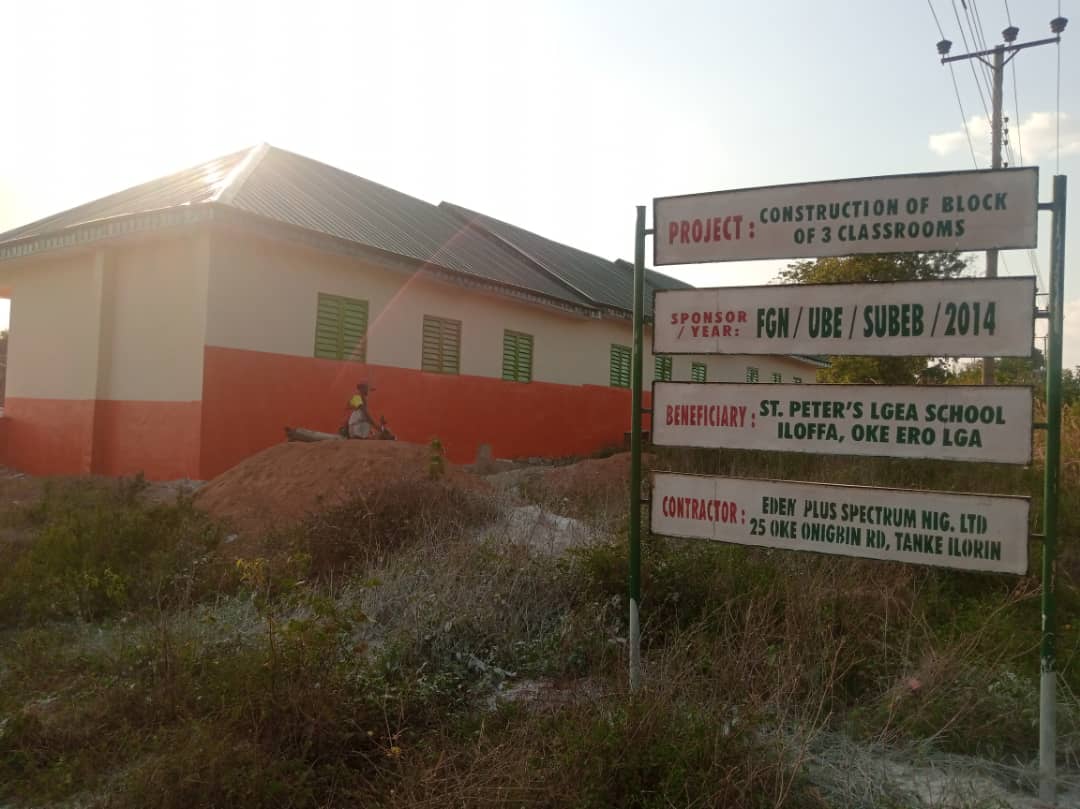 PROJECT: CONSTRUCTION OF BLOCK
OF 3 CLASSROOMS
SPONSOR
/ YEAR: FGN / UBE / SUBEB / 2014
BENEFICIARY: ST. PETER'S LGEA SCHOOL
ILOFFA, OKE ERO LGA
CONTRACTOR: EDEN PLUS SPECTRUM NIG. LTD
25 OKE ONIGBIN RD, TANKE ILORIN